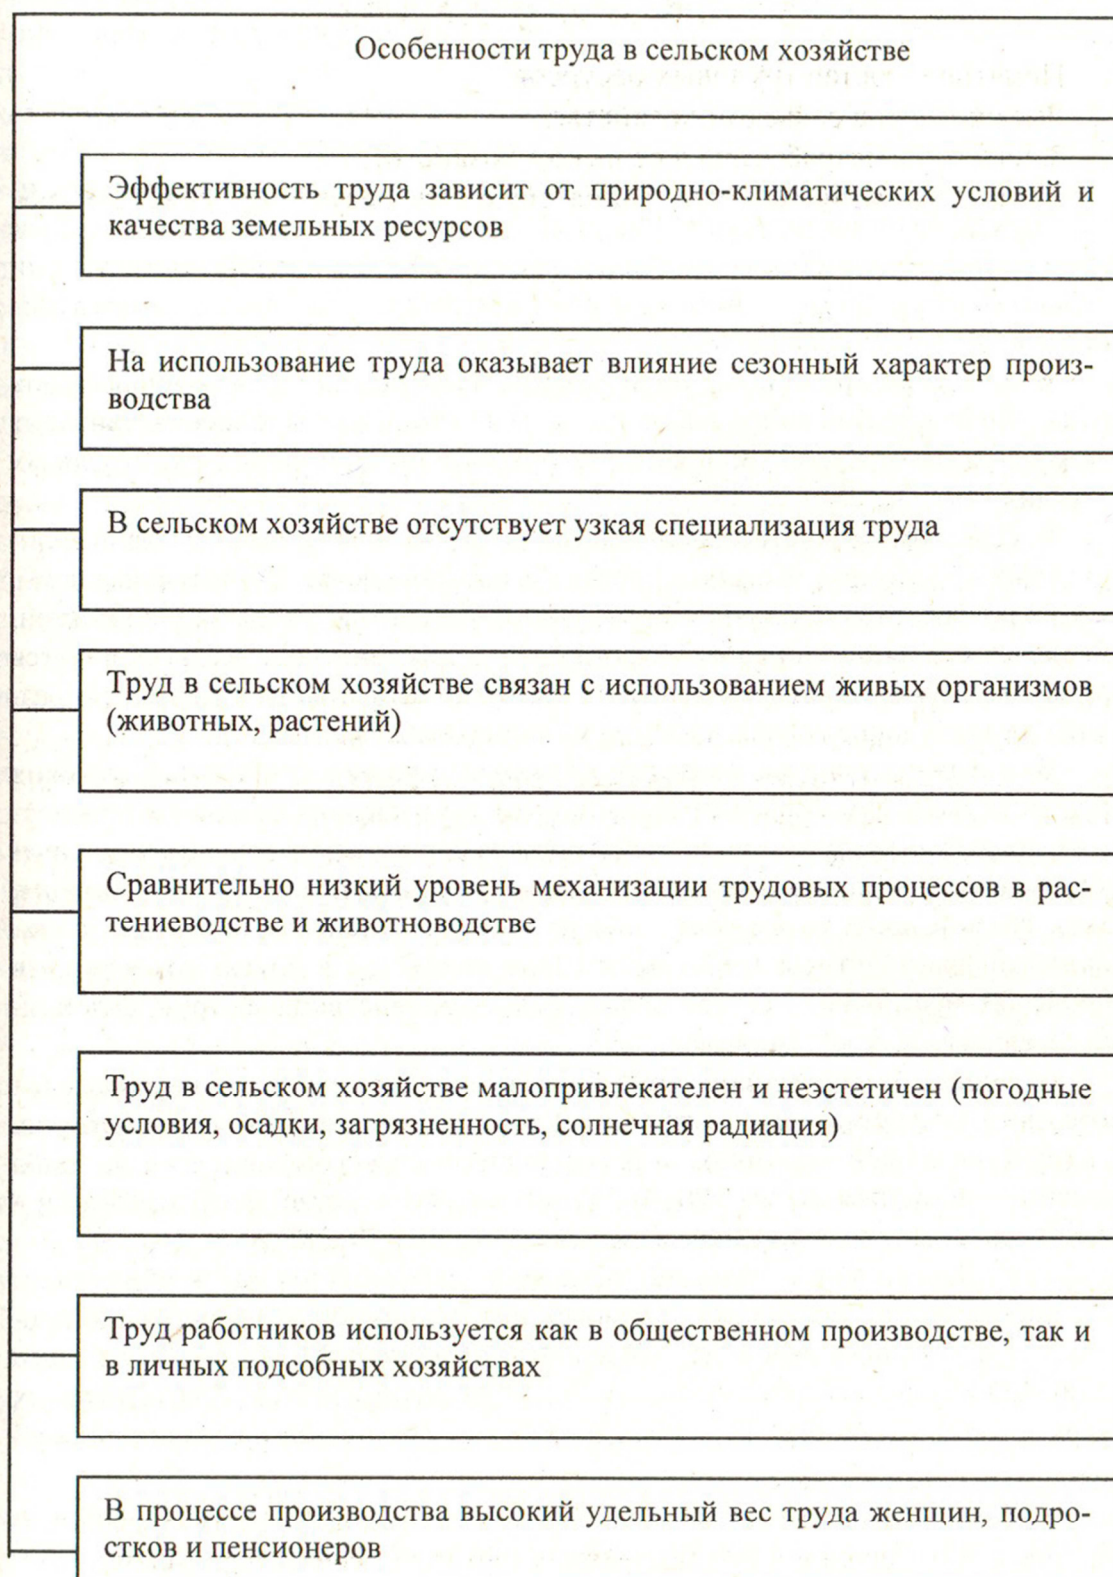 Особенности труда в сельском хозяйстве
Эффективность труда зависит от природно-климатических условий и
качества земельных ресурсов
На использование труда оказывает влияние сезонный характер произ-
водства
В сельском хозяйстве отсутствует узкая специализация труда
Труд в сельском хозяйстве связан с использованием живых организмов
(животных, растений)
Сравнительно низкий уровень механизации трудовых процессов в рас-
тениеводстве и животноводстве
Труд в сельском хозяйстве малопривлекателен и неэстетичен (погодные
условия, осадки, загрязненность, солнечная радиация)
Труд работников используется как в общественном производстве, так и
в личных подсобных хозяйствах
В процессе производства высокий удельный вес труда женщин, подро-
стков и пенсионеров